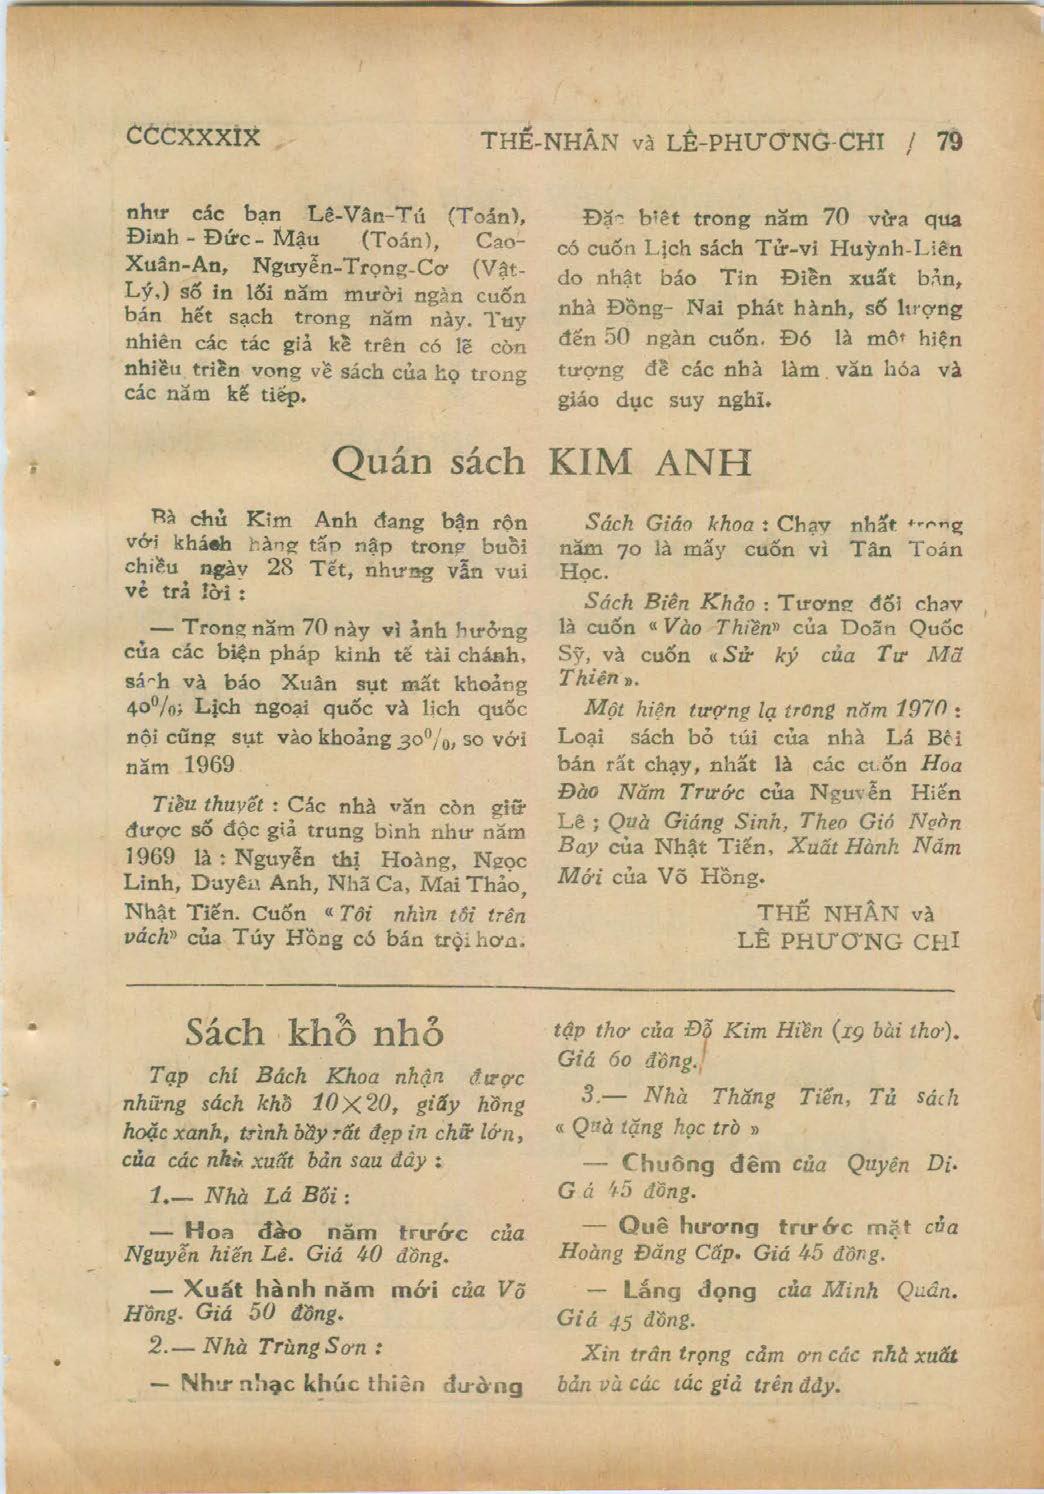 CCCXXXIX THẾ-NHÂN và LÊ-PHƯƠNG-CHI / 79
như các bạn Lê-Vân-Tú (Toán),
Đinh - Đức - Mậu (Toán), Cao-
Xuân-An, Nguyễn-Trọng-Cơ (Vật-
Lý,) số in lối năm mười ngàn cuốn
bán hết sạch trong năm này. Tuy
nhiên các tác giả kề trên có lẽ còn
nhiều triền vong về sách của họ trong
các năm kế tiếp.
Đặc biệt trong năm 70 vừa qua
có cuốn Lịch sách Tử-vi Huỳnh-Liên
do nhật báo Tin Điền xuất bản,
nhà Đồng- Nai phát hành, số lượng
đến 50 ngàn cuốn. Đó là một hiện
tượng đề các nhà làm văn hóa và
giáo dục suy nghĩ.
Quán sách KIM ANH
Bà chủ Kim Anh đang bận rộn
với khách hàng tấp nập trong buồi
chiều ngày 28 Tết, nhưng vẫn vui
vẻ trả lời :
— Trong năm 70 này vì ảnh hưởng
của các biện pháp kinh tế tài chánh,
sách và báo Xuân sụt mất khoảng
40%; Lịch ngoại quốc và lich quốc
nội cũng sụt vào khoảng 30%, so với
năm 1969
Tiều thuyết : Các nhà văn còn giữ
được số độc giả trung bình như năm
1969 là : Nguyễn thị Hoàng, Ngọc
Linh, Duyên Anh, Nhã Ca, Mai Thảo,
Nhật Tiến. Cuốn « Tôi nhìn tôi trên
vách» của Túy Hồng có bán trội hơn.
Sách Giáo khoa : Chạy nhất trong
năm 70 là mấy cuốn vì Tân Toán
Học.
Sách Biên Khảo : Tương đối chạy
là cuốn « Vào Thiền» của Doãn Quốc
Sỹ, và cuốn « Sử ký của Tư Mã
Thiên ».
Một hiện tượng lạ trong năm 1970 :
Loại sách bỏ túi của nhà Lá Bối
bán rất chạy, nhất là các cuốn Hoa
Đào Năm Trước của Nguyễn Hiến
Lê ; Quà Giáng Sinh, Theo Gió Ngàn
Bay của Nhật Tiến, Xuất Hành Năm
Mới của Võ Hồng.
THẾ NHÂN và
LÊ PHƯƠNG CHI
Sách khổ nhỏ
Tạp chí Bách Khoa nhận được
những sách khồ 10×20, giấy hồng
hoặc xanh, trình bầy rất đẹp in chữ lớn,
của các nhà xuất bản sau đây :
1.— Nhà Lá Bối :
— Hoa đào năm trước của
Nguyễn hiến Lê. Giá 40 đồng.
— Xuất hành năm mới của Võ
Hồng. Giá 50 đồng.
2.— Nhà Trùng Sơn :
— Như nhạc khúc thiên đường
tập thơ của Đỗ Kim Hiền (19 bài thơ).
Giá 60 đồng.
3.— Nhà Thăng Tiến, Tủ sách
« Quà tặng học trò »
— Chuông đêm của Quyên Di.
Giá 45 đồng.
— Quê hương trước mặt của
Hoàng Đăng Cấp. Giá 45 đồng.
— Lắng đọng của Minh Quân.
Giá 45 đồng.
Xin trân trọng cảm ơn các nhà xuất
bản và các tác giả trên đây.